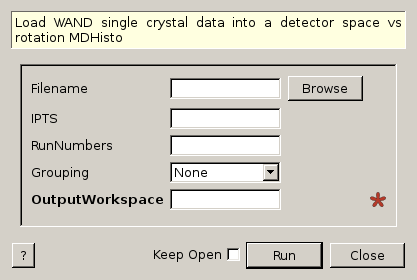 Load WAND single crystal data into a detector space vs
rotation MDHisto
Filename
Browse
IPTS
RunNumbers
Grouping
None
OutputWorkspace
*
?
Keep Open
Run
Close